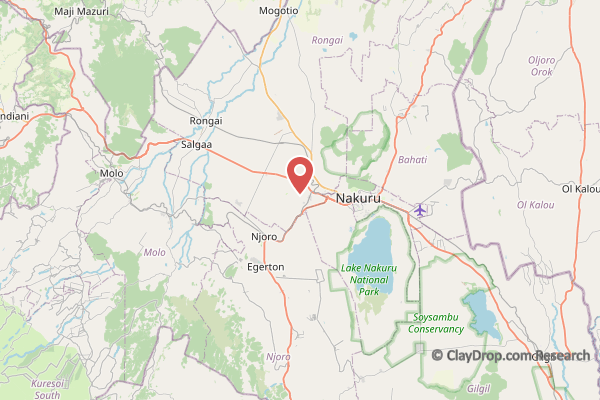 Maji Mazuri
Mogotio
Rongai
Oljoro
Orok
ndiani
Rongai
Salgaa
Bahati
Molo
Ol Kalou
Nakuru
Ol Kalou
Njoro
Molo
Egerton
Lake Nakuru
National
Park
Soysambu
Conservancy
© ClayDrop.com Research
Njoro
Kuresoi
South
Gilgil